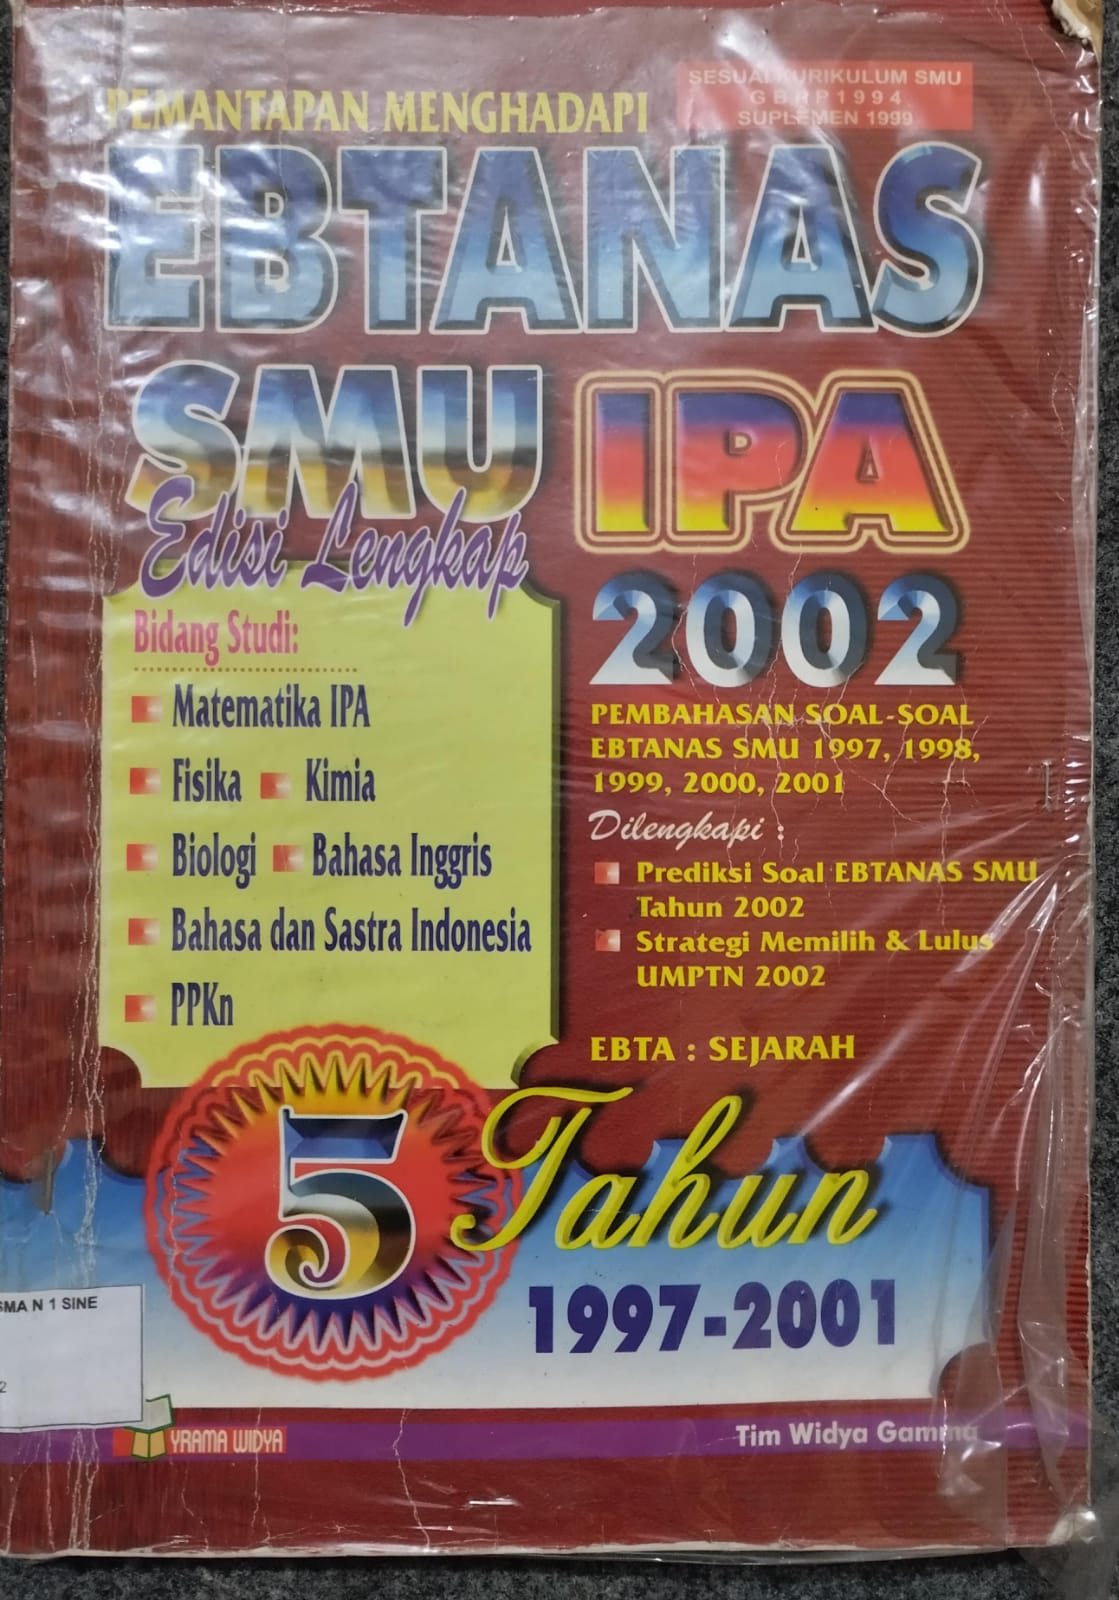 SESUAI KURIKULUM SMU
GBPP 1994
SUPLEMEN 1999
PEMANTAPAN MENGHADAPI
EBTANAS
SMU IPA
Edisi Lengkap
2002
Bidang Studi:
Matematika IPA
Fisika Kimia
Biologi Bahasa Inggris
Bahasa dan Sastra Indonesia
PPKn
PEMBAHASAN SOAL-SOAL
EBTANAS SMU 1997, 1998,
1999, 2000, 2001
Dilengkapi :
Prediksi Soal EBTANAS SMU
Tahun 2002
Strategi Memilih & Lulus
UMPTN 2002
EBTA : SEJARAH
5 Tahun
1997-2001
SMA N 1 SINE
2
YRAMA WIDYA
Tim Widya Gamma